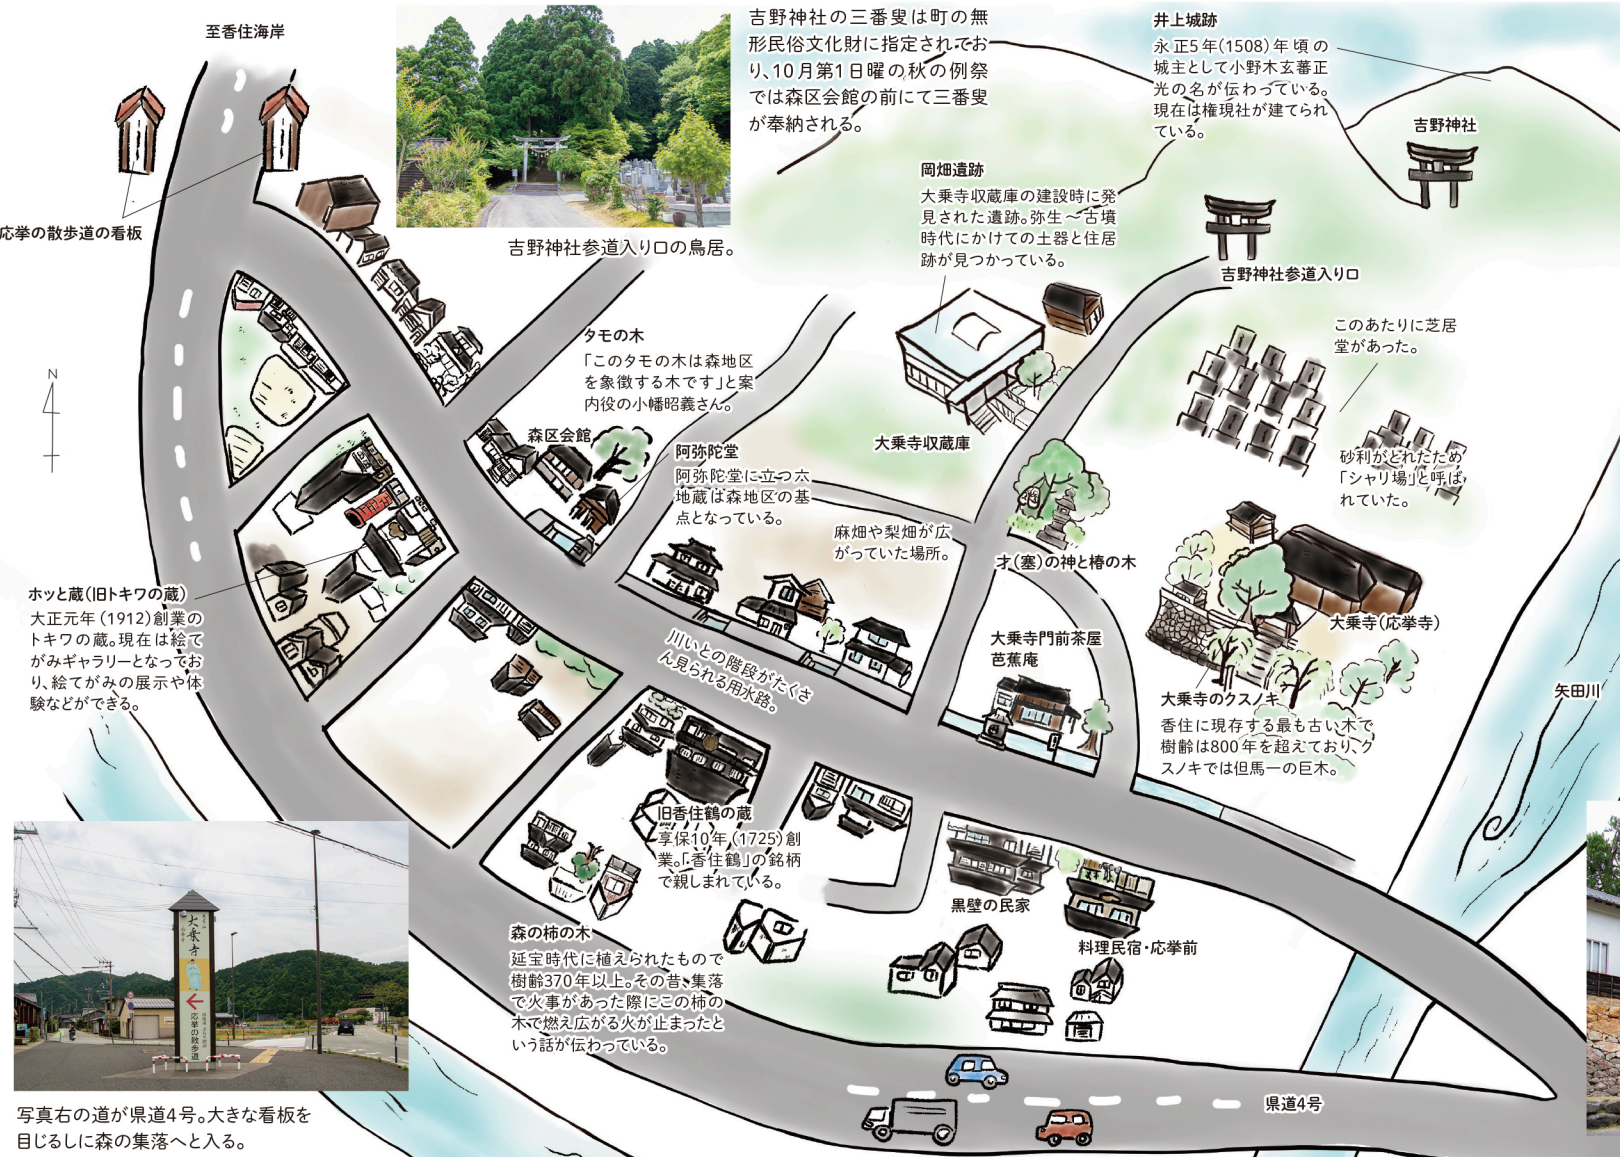 至香住海岸
応挙の散歩道の看板
吉野神社の三番叟は町の無
形民俗文化財に指定されてお
り、10月第1日曜の秋の例祭
では森区会館の前にて三番叟
が奉納される。
吉野神社参道入り口の鳥居。
井上城跡
永正5年(1508)年頃の
城主として小野木玄蕃正
光の名が伝わっている。
現在は権現社が建てられ
ている。
吉野神社
岡畑遺跡
大乗寺収蔵庫の建設時に発
見された遺跡。弥生～古墳
時代にかけての土器と住居
跡が見つかっている。
吉野神社参道入り口
このあたりに芝居
堂があった。
N
タモの木
「このタモの木は森地区
を象徴する木です」と案
内役の小幡昭義さん。
森区会館
阿弥陀堂
阿弥陀堂に立つ六
地蔵は森地区の基
点となっている。
大乗寺収蔵庫
砂利がとれたため
「シャリ場」と呼ば
れていた。
麻畑や梨畑が広
がっていた場所。
才(塞)の神と椿の木
ホッと蔵(旧トキワの蔵)
大正元年(1912)創業の
トキワの蔵。現在は絵て
がみギャラリーとなってお
り、絵てがみの展示や体
験などができる。
川いとの階段がたくさ
ん見られる用水路。
大乗寺門前茶屋
芭蕉庵
大乗寺(応挙寺)
大乗寺のクスノキ
香住に現存する最も古い木で
樹齢は800年を超えており、ク
スノキでは但馬一の巨木。
矢田川
旧香住鶴の蔵
享保10年(1725)創
業。「香住鶴」の銘柄
で親しまれている。
黒壁の民家
料理民宿・応挙前
森の柿の木
延宝時代に植えられたもので
樹齢370年以上。その昔、集落
で火事があった際にこの柿の
木で燃え広がる火が止まったと
いう話が伝わっている。
県道4号
大乗寺
応挙の散歩道
写真右の道が県道4号。大きな看板を
目じるしに森の集落へと入る。